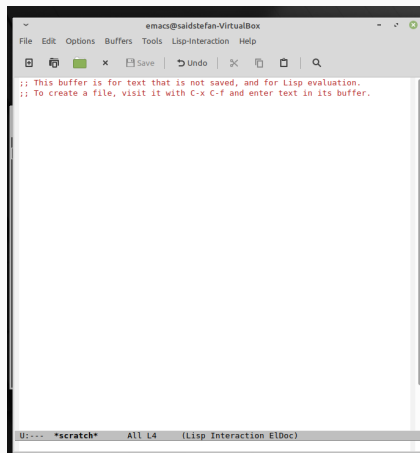 emacs@saidstefan-VirtualBox
File Edit Options Buffers Tools Lisp-Interaction Help
Save Undo
;; This buffer is for text that is not saved, and for Lisp evaluation.
;; To create a file, visit it with C-x C-f and enter text in its buffer.
U:--- *scratch* All L4 (Lisp Interaction ElDoc)